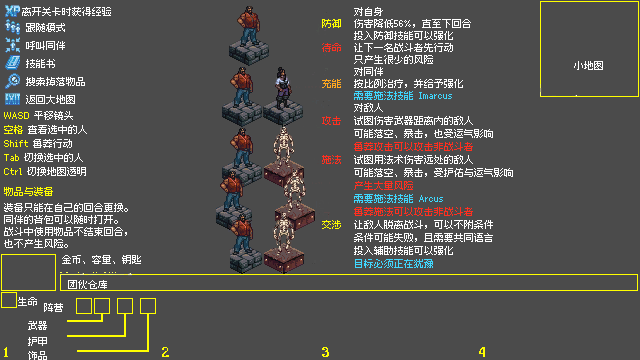 XP 离开关卡时获得经验
跟随模式
呼叫同伴
技能书
搜索掉落物品
返回大地图
WASD 平移镜头
空格 查看选中的人
Shift 兽莽行动
Tab 切换选中的人
Ctrl 切换地图透明
物品与装备
装备只能在自己的回合更换。
同伴的背包可以随时打开。
战斗中使用物品不结束回合，
也不产生风险。
金币、容量、钥匙
团伙仓库
生命
阵营
武器
护甲
饰品
1
2
3
4
对自身
防御 伤害降低56%，直至下回合
投入防御技能可以强化
待命 让下一名战斗者先行动
只产生很少的风险
对同伴
充能 按比例治疗，并给予强化
需要施法技能 Imarcus
对敌人
攻击 试图伤害武器距离内的敌人
可能落空、暴击，也受运气影响
兽莽攻击可以攻击非战斗者
施法 试图用法术伤害远处的敌人
可能落空、暴击，受护佑与运气影响
产生大量风险
需要施法技能 Arcus
兽莽施法可以攻击非战斗者
交涉 让敌人脱离战斗，可以不附条件
条件可能失败，且需要共同语言
投入辅助技能可以强化
目标必须正在犹豫
小地图